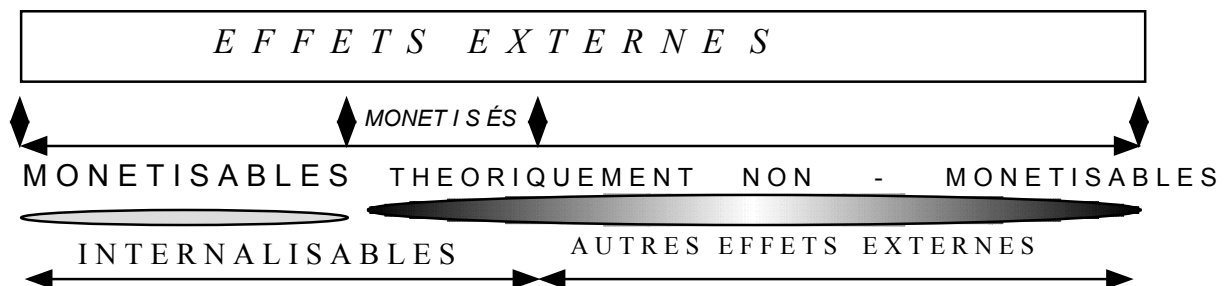 EFFETS EXTERNES
MONETISÉS
MONETISABLES THEORIQUEMENT NON - MONETISABLES
INTERNALISABLES AUTRES EFFETS EXTERNES